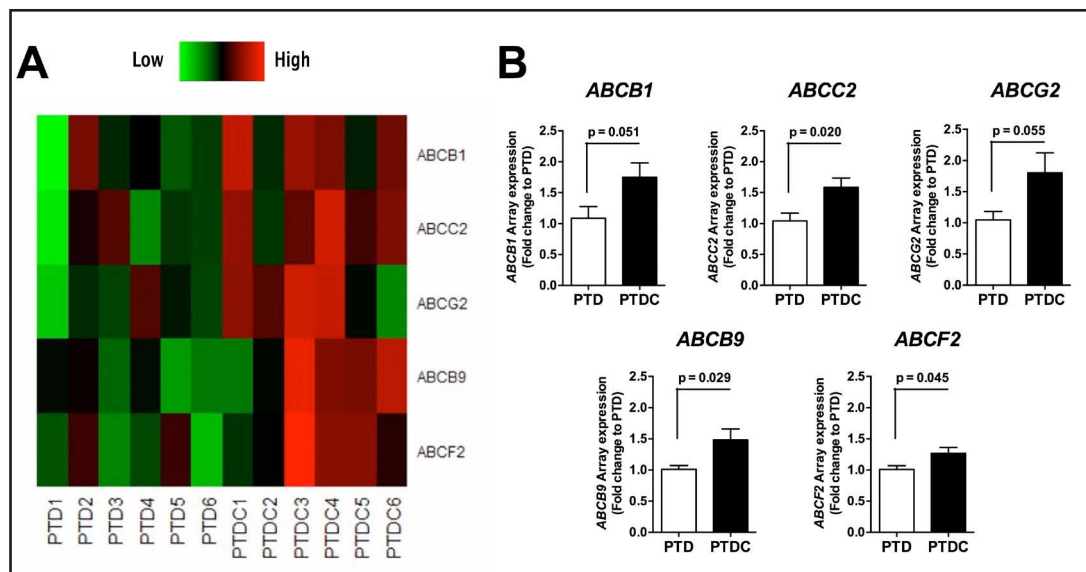 A
Low
High
ABCB1
ABCC2
ABCG2
ABCB9
ABCF2
PTD1
PTD2
PTD3
PTD4
PTD5
PTD6
PTDC1
PTDC2
PTDC3
PTDC4
PTDC5
PTDC6
B
ABCB1
ABCB1 Array expression
(Fold change to PTD)
2.5
2.0
1.5
1.0
0.5
0.0
p = 0.051
PTD PTDC
ABCC2
ABCC2 Array expression
(Fold change to PTD)
2.5
2.0
1.5
1.0
0.5
0.0
p = 0.020
PTD PTDC
ABCG2
ABCG2 Array expression
(Fold change to PTD)
2.5
2.0
1.5
1.0
0.5
0.0
p = 0.055
PTD PTDC
ABCB9
ABCB9 Array expression
(Fold change to PTD)
2.5
2.0
1.5
1.0
0.5
0.0
p = 0.029
PTD PTDC
ABCF2
ABCF2 Array expression
(Fold change to PTD)
2.5
2.0
1.5
1.0
0.5
0.0
p = 0.045
PTD PTDC